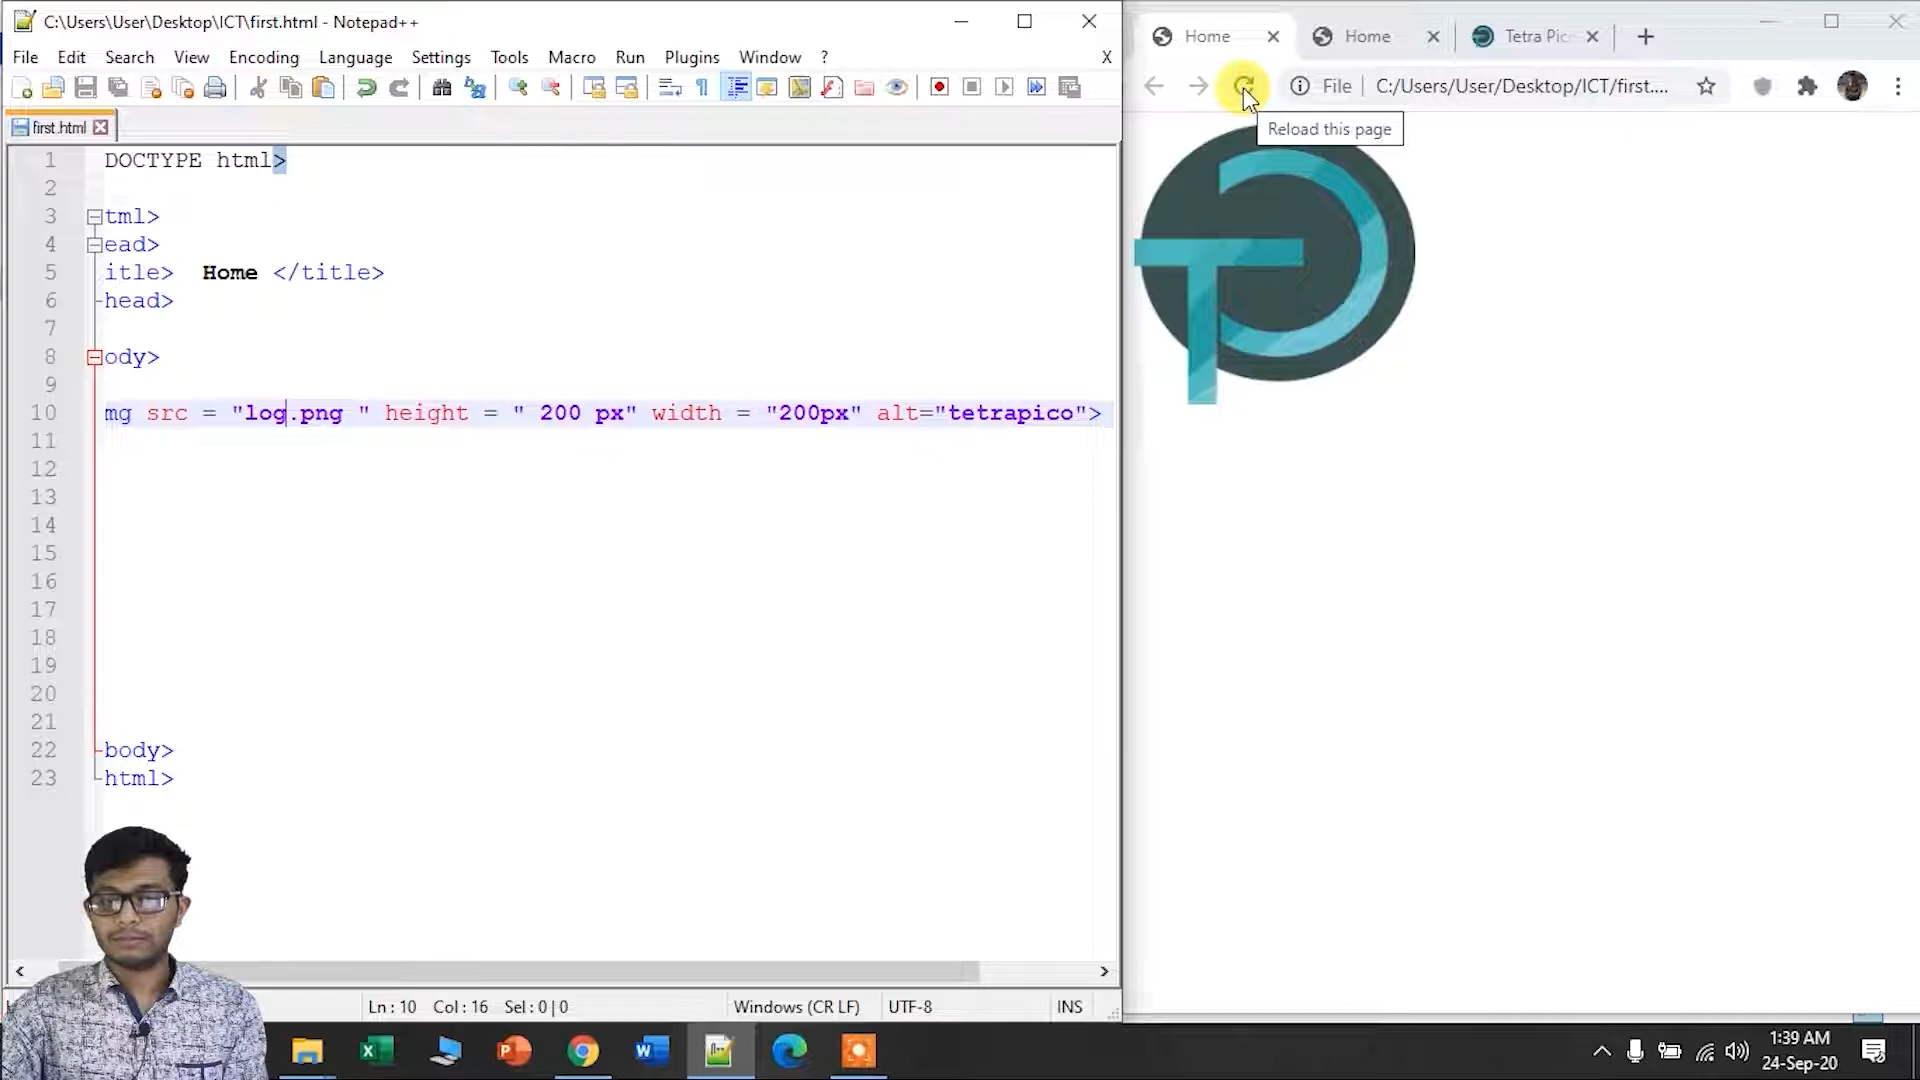 C:\Users\User\Desktop\ICT\first.html - Notepad++
File Edit Search View Encoding Language Settings Tools Macro Run Plugins Window ? X
first.html
1 DOCTYPE html>
2
3 tml>
4 ead>
5 itle> Home </title>
6 head>
7
8 ody>
9
10 mg src = "log.png " height = " 200 px" width = "200px" alt="tetrapico">
11
12
13
14
15
16
17
18
19
20
21
22 body>
23 html>
Ln : 10 Col : 16 Sel : 0 | 0 Windows (CR LF) UTF-8 INS
Home Home Tetra Pic
File C:/Users/User/Desktop/ICT/first....
Reload this page
1:39 AM
24-Sep-20